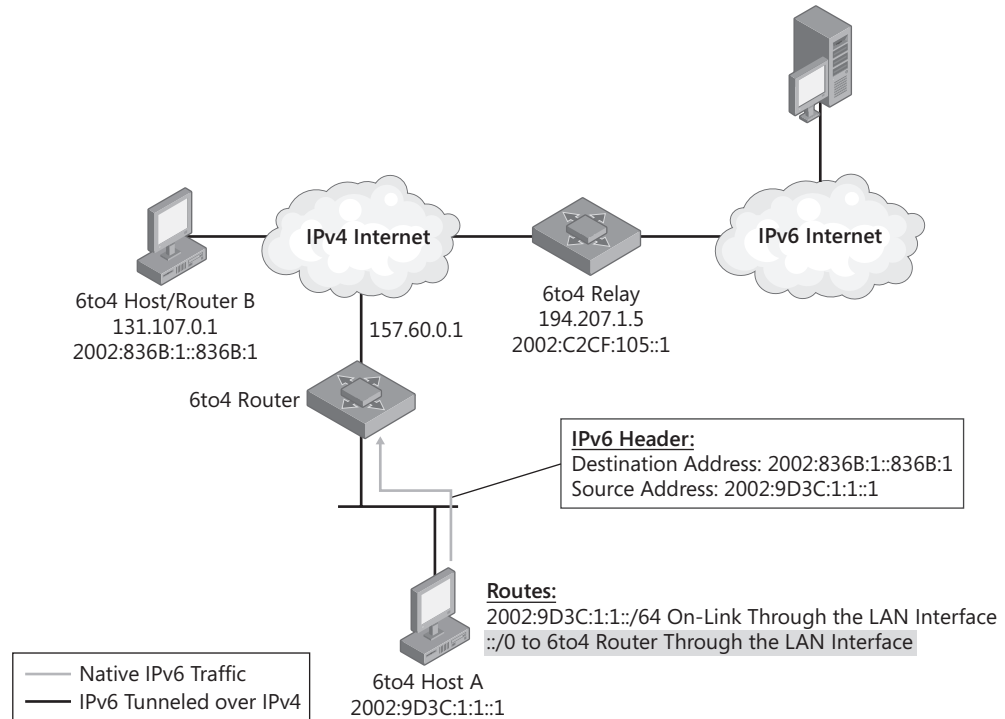 IPv4 Internet
IPv6 Internet
6to4 Host/Router B
131.107.0.1
2002:836B:1::836B:1
6to4 Relay
194.207.1.5
2002:C2CF:105::1
157.60.0.1
6to4 Router
IPv6 Header:
Destination Address: 2002:836B:1::836B:1
Source Address: 2002:9D3C:1:1::1
Routes:
2002:9D3C:1:1::/64 On-Link Through the LAN Interface
::/0 to 6to4 Router Through the LAN Interface
6to4 Host A
2002:9D3C:1:1::1
Native IPv6 Traffic
IPv6 Tunneled over IPv4